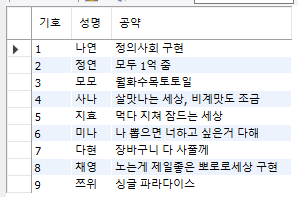 기호 성명 공약
1 나연 정의사회 구현
2 정연 모두 1억 줌
3 모모 월화수목토토일
4 사나 살맛나는 세상, 비계맛도 조금
5 지효 먹다 지쳐 잠드는 세상
6 미나 나 뽑으면 너하고 싶은거 다해
7 다현 장바구니 다 사줄께
8 채영 노는게 제일좋은 뽀로로세상 구현
9 쯔위 싱글 파라다이스